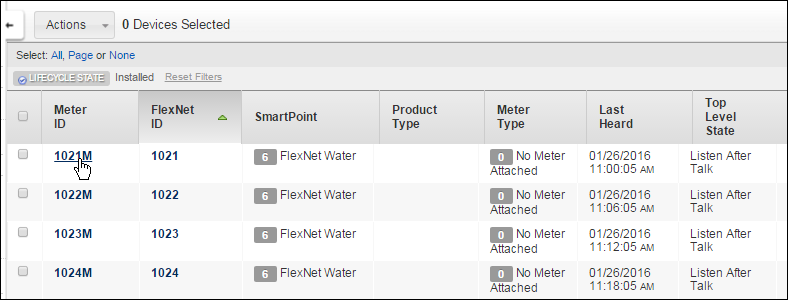 Actions 0 Devices Selected
Select: All, Page or None
LIFECYCLE STATE Installed Reset Filters
Meter ID FlexNet ID SmartPoint Product Type Meter Type Last Heard Top Level State
1021M 1021 6 FlexNet Water 0 No Meter Attached 01/26/2016 11:00:05 AM Listen After Talk
1022M 1022 6 FlexNet Water 0 No Meter Attached 01/26/2016 11:06:05 AM Listen After Talk
1023M 1023 6 FlexNet Water 0 No Meter Attached 01/26/2016 11:12:05 AM Listen After Talk
1024M 1024 6 FlexNet Water 0 No Meter Attached 01/26/2016 11:18:05 AM Listen After Talk